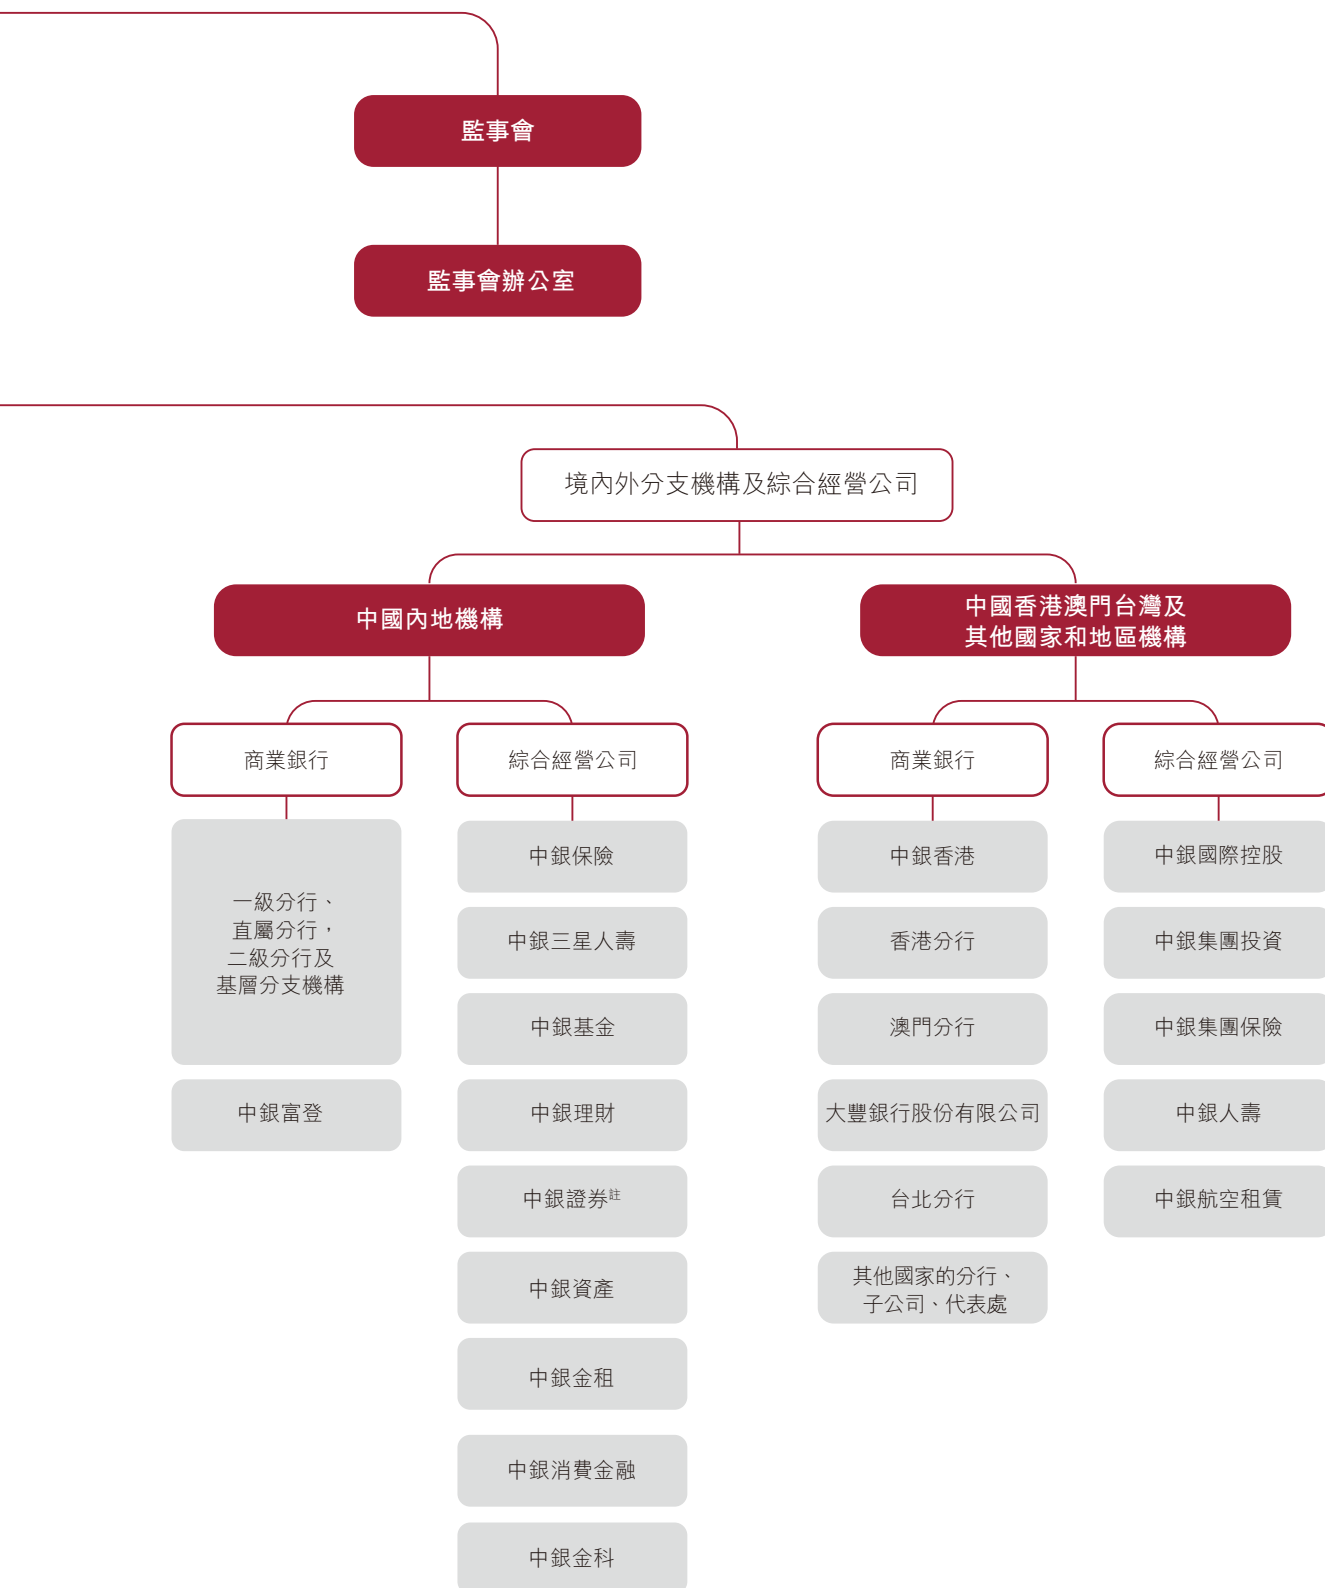 監事會
監事會辦公室
境內外分支機構及綜合經營公司
中國內地機構
商業銀行
一級分行、
直屬分行，
二級分行及
基層分支機構
中銀富登
綜合經營公司
中銀保險
中銀三星人壽
中銀基金
中銀理財
中銀證券註
中銀資產
中銀金租
中銀消費金融
中銀金科
中國香港澳門台灣及
其他國家和地區機構
商業銀行
中銀香港
香港分行
澳門分行
大豐銀行股份有限公司
台北分行
其他國家的分行、
子公司、代表處
綜合經營公司
中銀國際控股
中銀集團投資
中銀集團保險
中銀人壽
中銀航空租賃